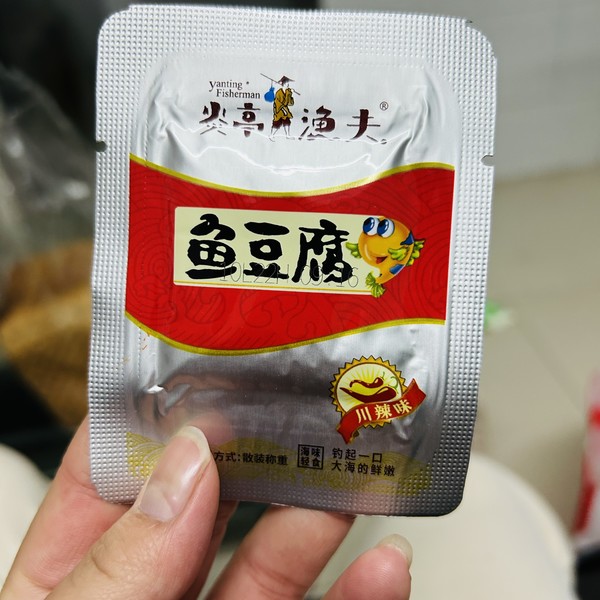 yanting
Fisherman
炎亭渔夫®
鱼豆腐
川辣味
方式:散装称重
海味
轻食
钓起一口
大海的鲜嫩